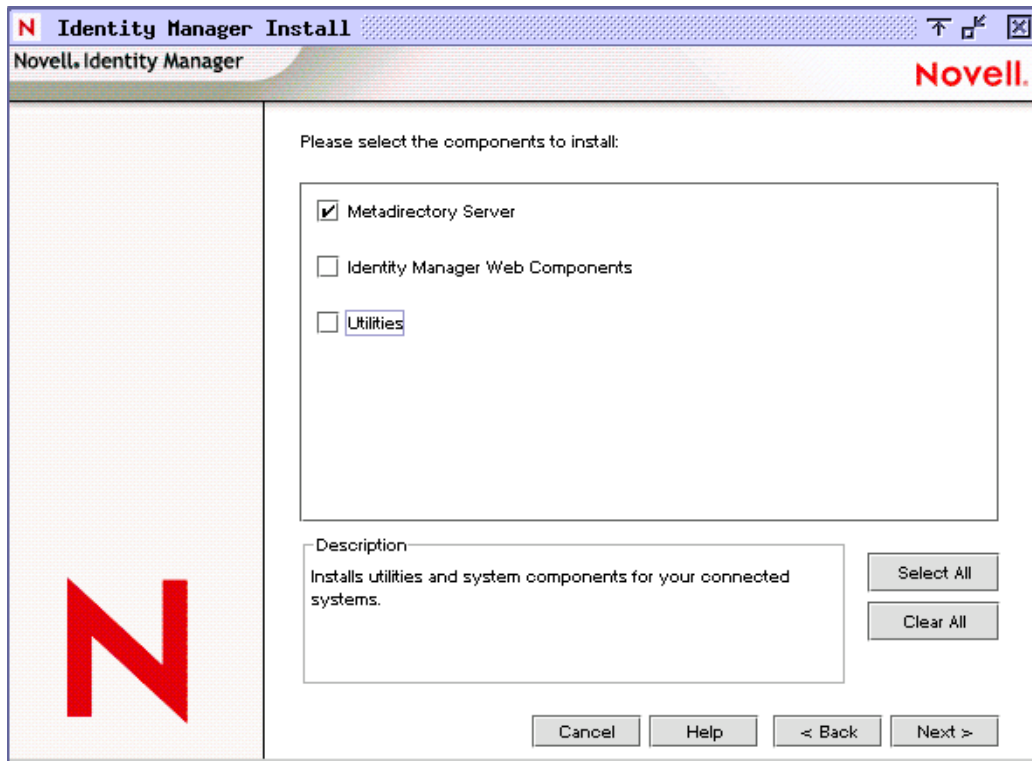 N Identity Manager Install
Novell. Identity Manager
Novell.
Please select the components to install:
Metadirectory Server
Identity Manager Web Components
Utilities
Description
Installs utilities and system components for your connected
systems.
Select All
Clear All
N
Cancel Help < Back Next >